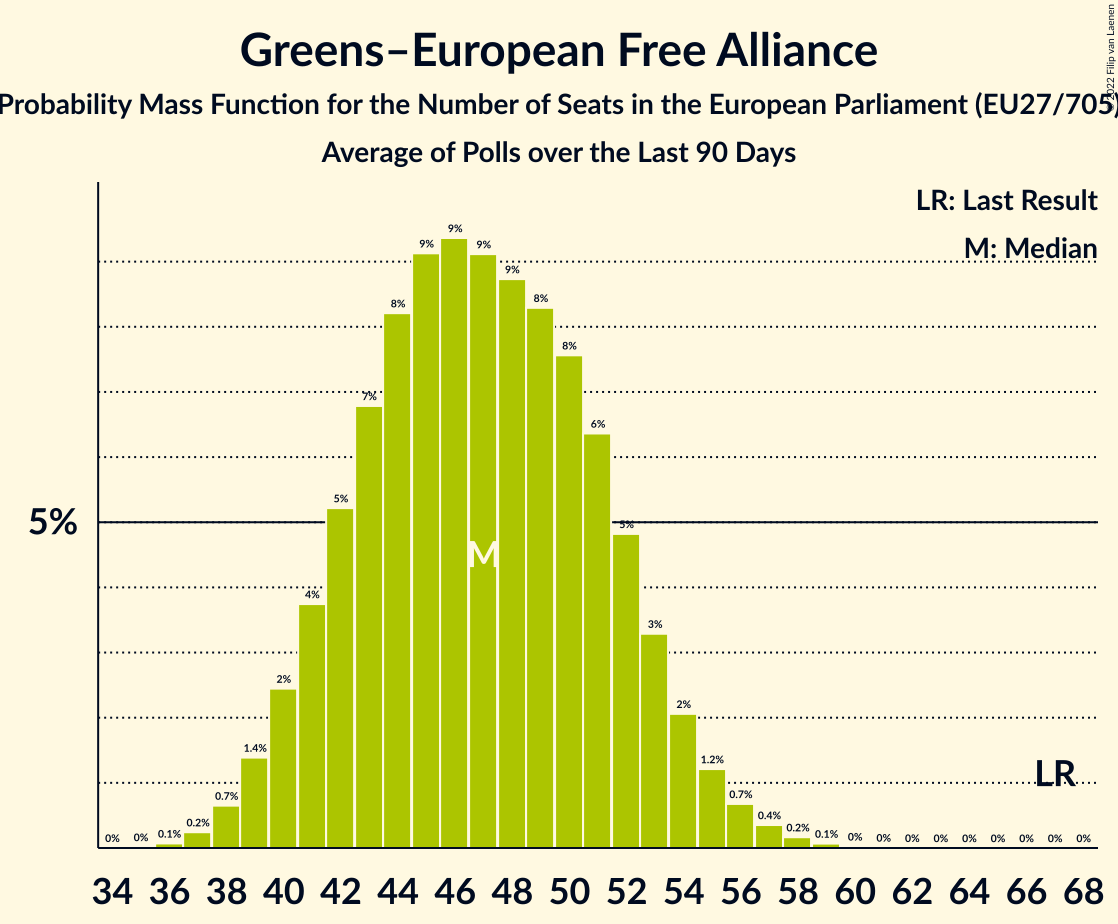 Greens–European Free Alliance
Probability Mass Function for the Number of Seats in the European Parliament (EU27/705)
Average of Polls over the Last 90 Days
© 2022 Filip van Laenen
LR: Last Result
M: Median
5%
0% 0% 0.1% 0.2% 0.7% 1.4% 2% 4% 5% 7% 8% 9% 9% 9% 9% 8% 8% 6% 5% 3% 2% 1.2% 0.7% 0.4% 0.2% 0.1% 0% 0% 0% 0% 0% 0% 0% 0% 0%
M
LR
34 36 38 40 42 44 46 48 50 52 54 56 58 60 62 64 66 68